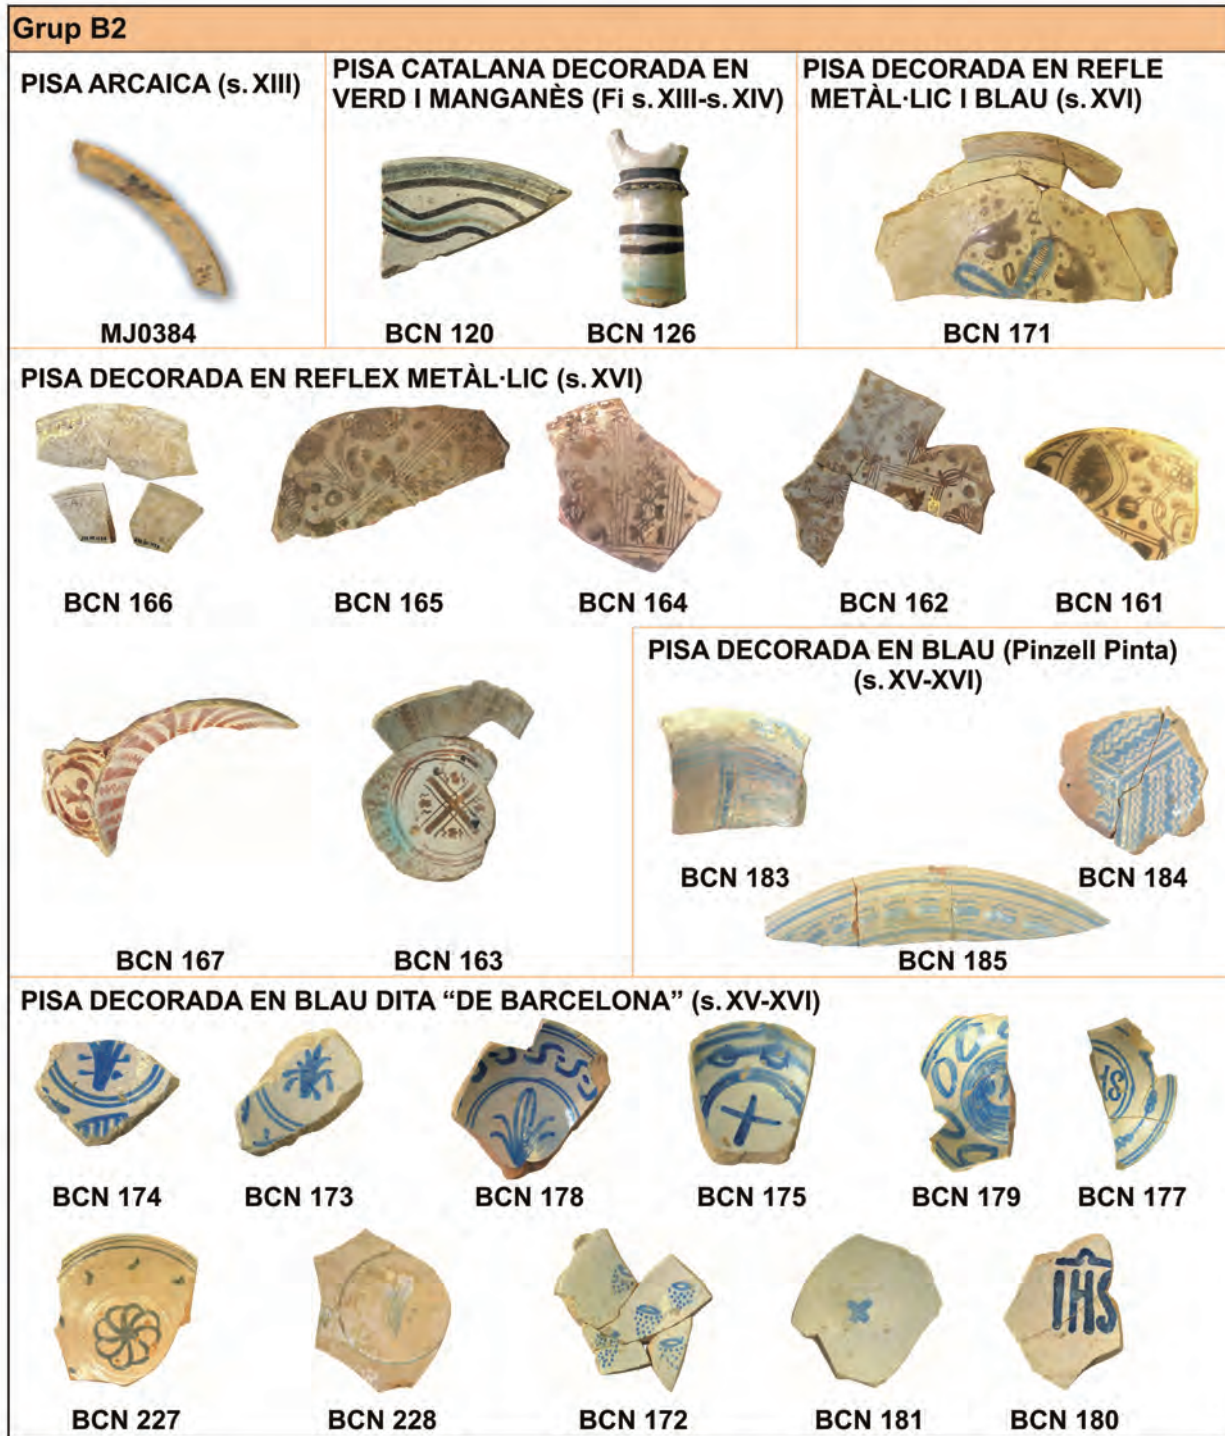 Grup B2
PISA ARCAICA (s. XIII)
MJ0384
PISA CATALANA DECORADA EN
VERD I MANGANÈS (Fi s. XIII-s. XIV)
BCN 120 BCN 126
PISA DECORADA EN REFLE
METÀL·LIC I BLAU (s. XVI)
BCN 171
PISA DECORADA EN REFLEX METÀL·LIC (s. XVI)
BCN 166 BCN 165 BCN 164 BCN 162 BCN 161
BCN 167 BCN 163
PISA DECORADA EN BLAU (Pinzell Pinta)
(s. XV-XVI)
BCN 183 BCN 184
BCN 185
PISA DECORADA EN BLAU DITA “DE BARCELONA” (s. XV-XVI)
BCN 174 BCN 173 BCN 178 BCN 175 BCN 179 BCN 177
IHS
BCN 227 BCN 228 BCN 172 BCN 181 BCN 180